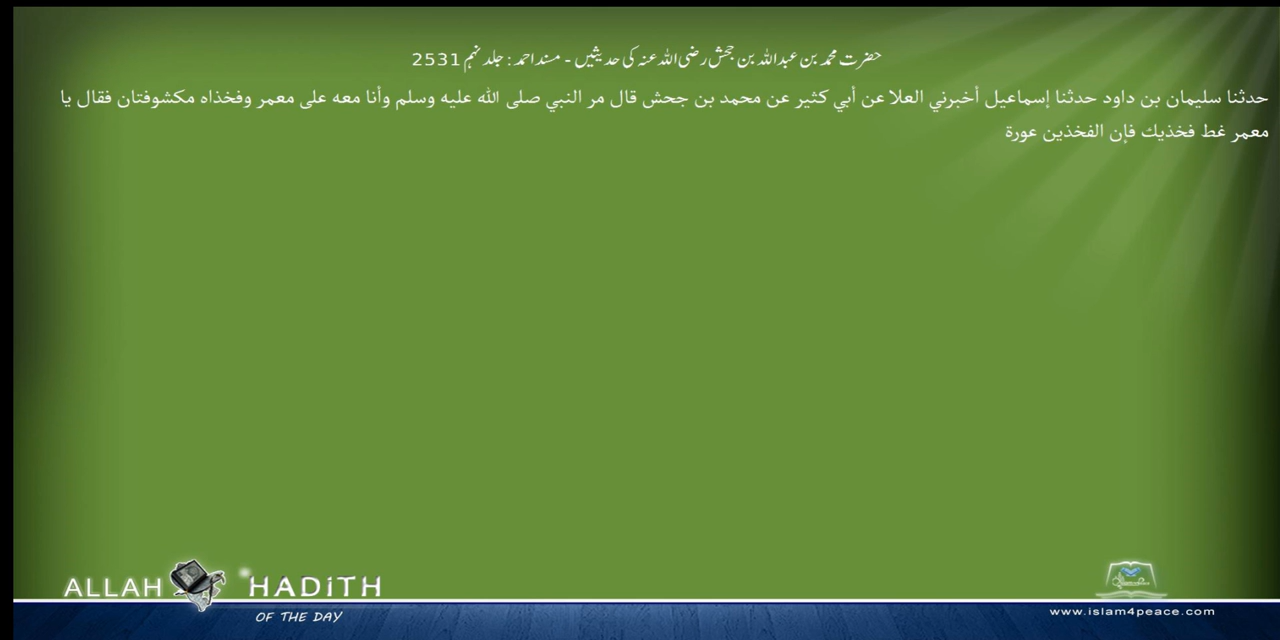 حضرت محمد بن عبداللہ بن جحش رضی اللہ عنہ کی حدیثیں - مسند احمد : جلد نہم 2531
حدثنا سليمان بن داود حدثنا إسماعيل أخبرني العلا عن أبي كثير عن محمد بن جحش قال مر النبي صلى الله عليه وسلم وأنا معه على معمر وفخذاه مكشوفتان فقال يا
معمر غط فخذيك فإن الفخذين عورة
ALLAH HADITH
OF THE DAY
www.islam4peace.com